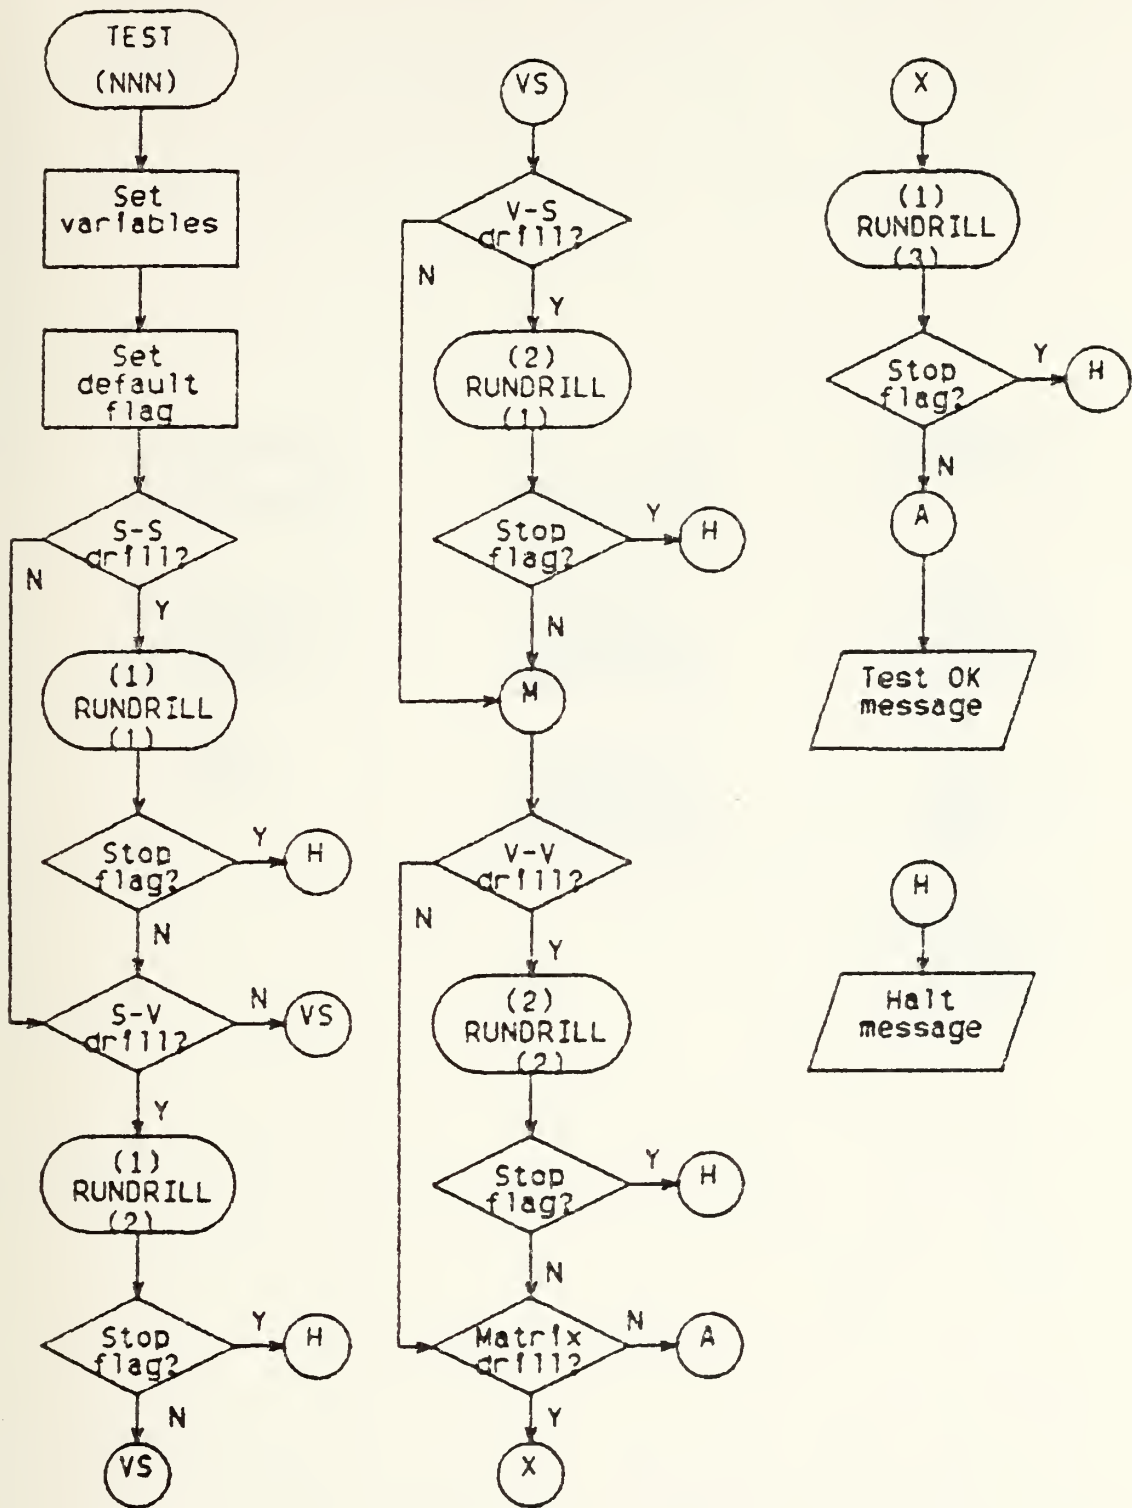 TEST
(NNN)
Set
variables
Set
default
flag
S-S
drill?
N
Y
(1)
RUNDRILL
(1)
Stop
flag?
Y
H
N
S-V
drill?
N
VS
Y
(1)
RUNDRILL
(2)
Stop
flag?
Y
H
N
VS
VS
V-S
drill?
N
Y
(2)
RUNDRILL
(1)
Stop
flag?
Y
H
N
M
V-V
drill?
N
Y
(2)
RUNDRILL
(2)
Stop
flag?
Y
H
N
Matrix
drill?
N
A
Y
X
X
(1)
RUNDRILL
(3)
Stop
flag?
Y
H
N
A
Test OK
message
H
Halt
message